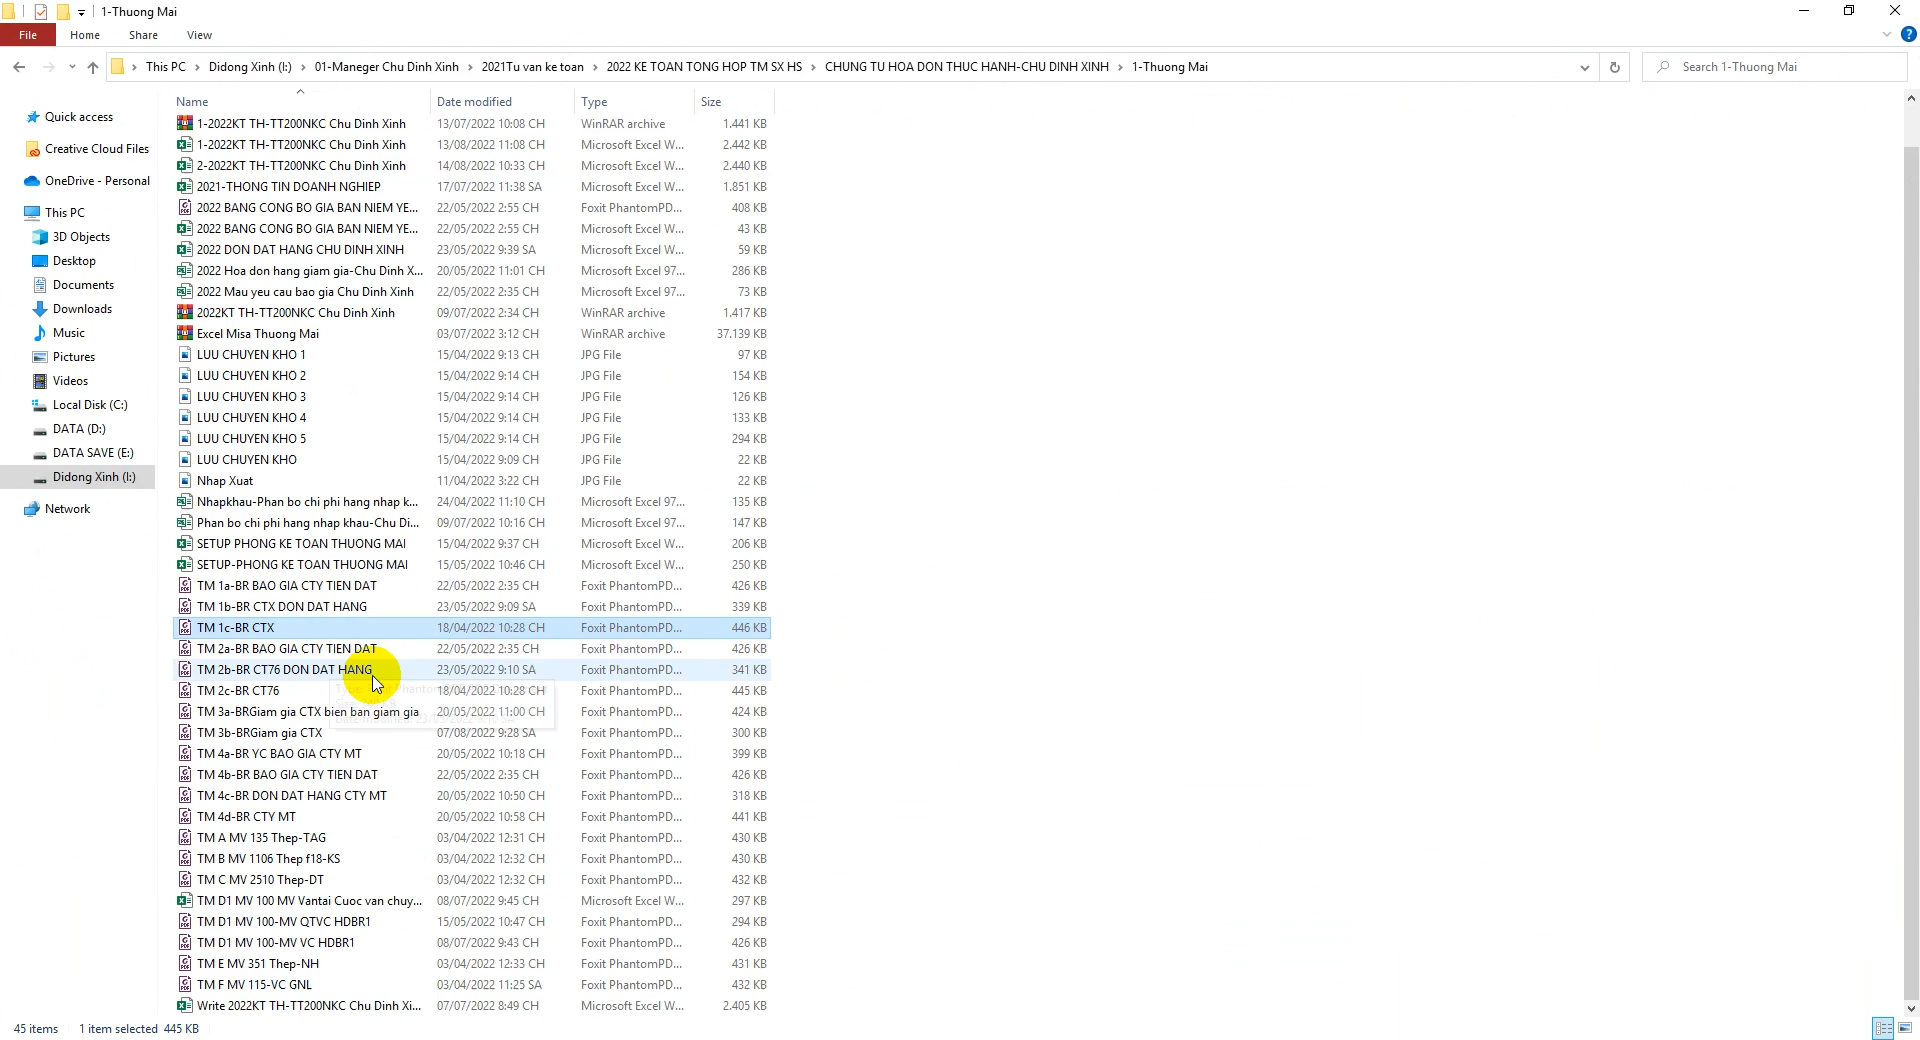 1-Thuong Mai
File Home Share View
This PC Didong Xinh (I:) 01-Maneger Chu Dinh Xinh 2021Tu van ke toan 2022 KE TOAN TONG HOP TM SX HS CHUNG TU HOA DON THUC HANH-CHU DINH XINH 1-Thuong Mai Search 1-Thuong Mai
Quick access
Creative Cloud Files
OneDrive - Personal
This PC
3D Objects
Desktop
Documents
Downloads
Music
Pictures
Videos
Local Disk (C:)
DATA (D:)
DATA SAVE (E:)
Didong Xinh (I:)
Network
Name Date modified Type Size
1-2022KT TH-TT200NKC Chu Dinh Xinh 13/07/2022 10:08 CH WinRAR archive 1.441 KB
1-2022KT TH-TT200NKC Chu Dinh Xinh 13/08/2022 11:08 CH Microsoft Excel W... 2.442 KB
2-2022KT TH-TT200NKC Chu Dinh Xinh 14/08/2022 10:33 CH Microsoft Excel W... 2.440 KB
2021-THONG TIN DOANH NGHIEP 17/07/2022 11:38 SA Microsoft Excel W... 1.851 KB
2022 BANG CONG BO GIA BAN NIEM YE... 22/05/2022 2:55 CH Foxit PhantomPD... 408 KB
2022 BANG CONG BO GIA BAN NIEM YE... 22/05/2022 2:55 CH Microsoft Excel W... 43 KB
2022 DON DAT HANG CHU DINH XINH 23/05/2022 9:39 SA Microsoft Excel W... 59 KB
2022 Hoa don hang giam gia-Chu Dinh X... 20/05/2022 11:01 CH Microsoft Excel 97... 286 KB
2022 Mau yeu cau bao gia Chu Dinh Xinh 22/05/2022 2:35 CH Microsoft Excel 97... 73 KB
2022KT TH-TT200NKC Chu Dinh Xinh 09/07/2022 2:34 CH WinRAR archive 1.417 KB
Excel Misa Thuong Mai 03/07/2022 3:12 CH WinRAR archive 37.139 KB
LUU CHUYEN KHO 1 15/04/2022 9:13 CH JPG File 97 KB
LUU CHUYEN KHO 2 15/04/2022 9:14 CH JPG File 154 KB
LUU CHUYEN KHO 3 15/04/2022 9:14 CH JPG File 126 KB
LUU CHUYEN KHO 4 15/04/2022 9:14 CH JPG File 133 KB
LUU CHUYEN KHO 5 15/04/2022 9:14 CH JPG File 294 KB
LUU CHUYEN KHO 15/04/2022 9:09 CH JPG File 22 KB
Nhap Xuat 11/04/2022 3:22 CH JPG File 22 KB
Nhapkhau-Phan bo chi phi hang nhap k... 24/04/2022 11:10 CH Microsoft Excel 97... 135 KB
Phan bo chi phi hang nhap khau-Chu Di... 09/07/2022 10:16 CH Microsoft Excel 97... 147 KB
SETUP PHONG KE TOAN THUONG MAI 15/04/2022 9:37 CH Microsoft Excel W... 206 KB
SETUP-PHONG KE TOAN THUONG MAI 15/05/2022 10:46 CH Microsoft Excel W... 250 KB
TM 1a-BR BAO GIA CTY TIEN DAT 22/05/2022 2:35 CH Foxit PhantomPD... 426 KB
TM 1b-BR CTX DON DAT HANG 23/05/2022 9:09 SA Foxit PhantomPD... 339 KB
TM 1c-BR CTX 18/04/2022 10:28 CH Foxit PhantomPD... 446 KB
TM 2a-BR BAO GIA CTY TIEN DAT 22/05/2022 2:35 CH Foxit PhantomPD... 426 KB
TM 2b-BR CT76 DON DAT HANG 23/05/2022 9:10 SA Foxit PhantomPD... 341 KB
TM 2c-BR CT76 18/04/2022 10:28 CH Foxit PhantomPD... 445 KB
TM 3a-BRGiam gia CTX bien ban giam gia 20/05/2022 11:00 CH Foxit PhantomPD... 424 KB
TM 3b-BRGiam gia CTX 07/08/2022 9:28 SA Foxit PhantomPD... 300 KB
TM 4a-BR YC BAO GIA CTY MT 20/05/2022 10:18 CH Foxit PhantomPD... 399 KB
TM 4b-BR BAO GIA CTY TIEN DAT 22/05/2022 2:35 CH Foxit PhantomPD... 426 KB
TM 4c-BR DON DAT HANG CTY MT 20/05/2022 10:50 CH Foxit PhantomPD... 318 KB
TM 4d-BR CTY MT 20/05/2022 10:58 CH Foxit PhantomPD... 441 KB
TM A MV 135 Thep-TAG 03/04/2022 12:31 CH Foxit PhantomPD... 430 KB
TM B MV 1106 Thep f18-KS 03/04/2022 12:32 CH Foxit PhantomPD... 430 KB
TM C MV 2510 Thep-DT 03/04/2022 12:32 CH Foxit PhantomPD... 432 KB
TM D1 MV 100 MV Vantai Cuoc van chuy... 08/07/2022 9:45 CH Microsoft Excel W... 297 KB
TM D1 MV 100-MV QTVC HDBR1 15/05/2022 10:47 CH Foxit PhantomPD... 294 KB
TM D1 MV 100-MV VC HDBR1 08/07/2022 9:43 CH Foxit PhantomPD... 426 KB
TM E MV 351 Thep-NH 03/04/2022 12:33 CH Foxit PhantomPD... 431 KB
TM F MV 115-VC GNL 03/04/2022 11:25 SA Foxit PhantomPD... 432 KB
Write 2022KT TH-TT200NKC Chu Dinh Xi... 07/07/2022 8:49 CH Microsoft Excel W... 2.405 KB
45 items 1 item selected 445 KB